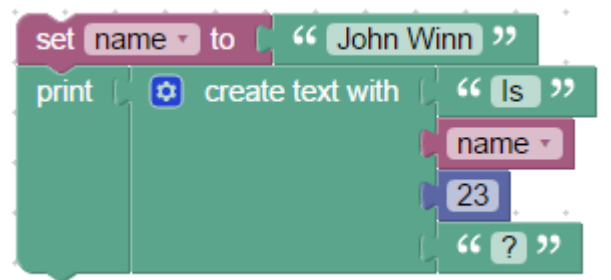 set name to “ John Winn ”
print create text with “ Is ”
name
23
“ ? ”